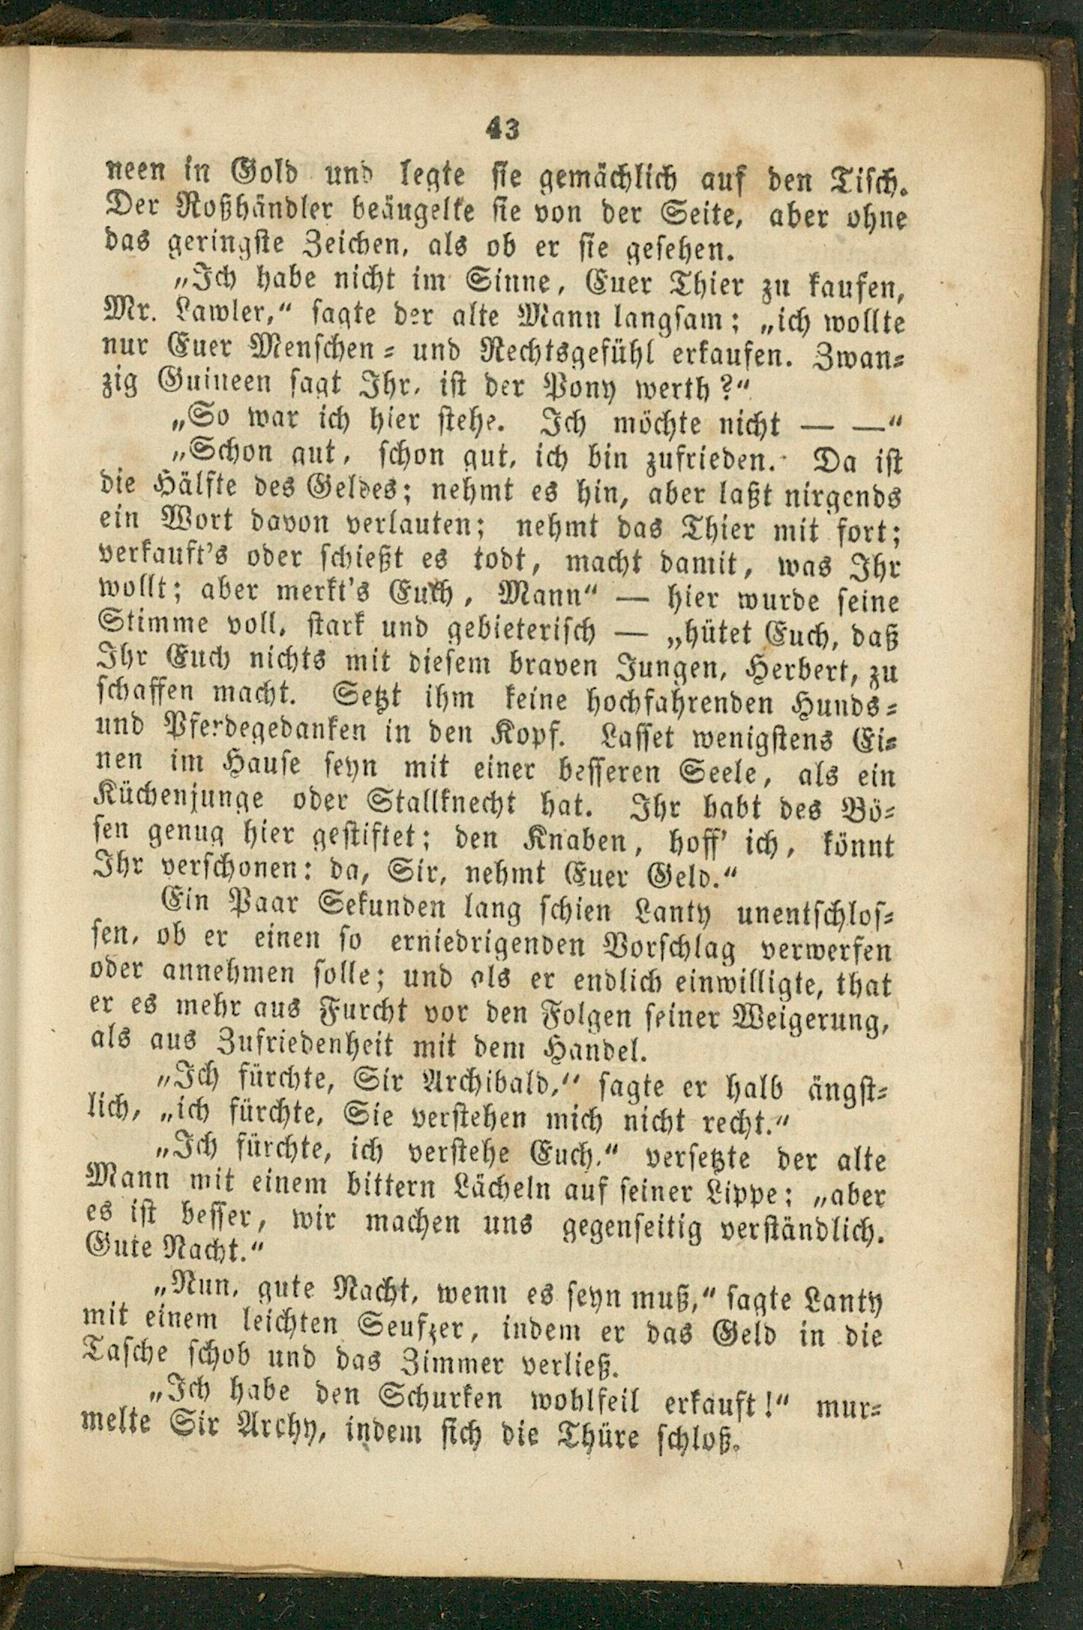 43
neen in Gold und legte sie gemächlich auf den Tisch.
Der Roßhändler beäugelte sie von der Seite, aber ohne
das geringste Zeichen, als ob er sie gesehen.
„Ich habe nicht im Sinne, Euer Thier zu kaufen,
Mr. Lawler,“ sagte der alte Mann langsam; „ich wollte
nur Euer Menschen- und Rechtsgefühl erkaufen. Zwan-
zig Guineen sagt Ihr, ist der Pony werth?“
„So war ich hier stehe. Ich möchte nicht — —“
„Schon gut, schon gut, ich bin zufrieden. Da ist
die Hälfte des Geldes; nehmt es hin, aber laßt nirgends
ein Wort davon verlauten; nehmt das Thier mit fort;
verkauft's oder schießt es todt, macht damit, was Ihr
wollt; aber merkt's Euch, Mann“ — hier wurde seine
Stimme voll, stark und gebieterisch — „hütet Euch, daß
Ihr Euch nichts mit diesem braven Jungen, Herbert, zu
schaffen macht. Setzt ihm keine hochfahrenden Hunds-
und Pferdegedanken in den Kopf. Lasset wenigstens Ei-
nen im Hause seyn mit einer besseren Seele, als ein
Küchenjunge oder Stallknecht hat. Ihr habt des Bö-
sen genug hier gestiftet; den Knaben, hoff' ich, könnt
Ihr verschonen: da, Sir, nehmt Euer Geld.“
Ein Paar Sekunden lang schien Lanty unentschlos-
sen, ob er einen so erniedrigenden Vorschlag verwerfen
oder annehmen solle; und als er endlich einwilligte, that
er es mehr aus Furcht vor den Folgen seiner Weigerung,
als aus Zufriedenheit mit dem Handel.
„Ich fürchte, Sir Archibald,“ sagte er halb ängst-
lich, „ich fürchte, Sie verstehen mich nicht recht.“
„Ich fürchte, ich verstehe Euch,“ versetzte der alte
Mann mit einem bittern Lächeln auf seiner Lippe; „aber
es ist besser, wir machen uns gegenseitig verständlich.
Gute Nacht.“
„Nun, gute Nacht, wenn es seyn muß,“ sagte Lanty
mit einem leichten Seufzer, indem er das Geld in die
Tasche schob und das Zimmer verließ.
„Ich habe den Schurken wohlfeil erkauft!“ mur-
melte Sir Archy, indem sich die Thüre schloß.